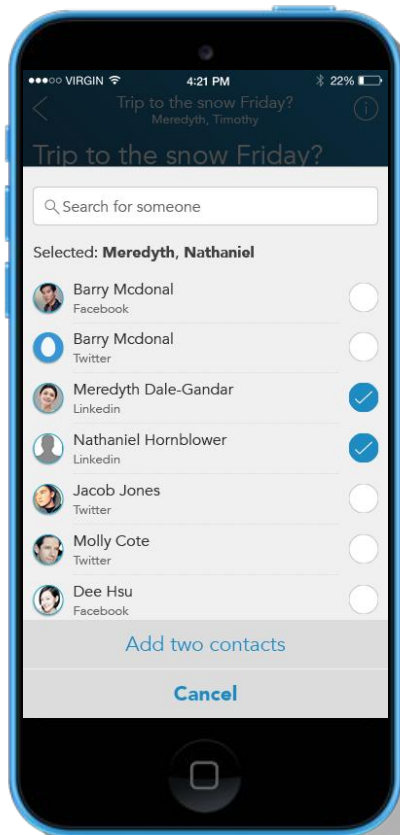 VIRGIN 4:21 PM 22%
Trip to the snow Friday?
Meredyth, Timothy
Trip to the snow Friday?
Search for someone
Selected: Meredyth, Nathaniel
Barry Mcdonal
Facebook
Barry Mcdonal
Twitter
Meredyth Dale-Gandar
Linkedin
Nathaniel Hornblower
Linkedin
Jacob Jones
Twitter
Molly Cote
Twitter
Dee Hsu
Facebook
Add two contacts
Cancel